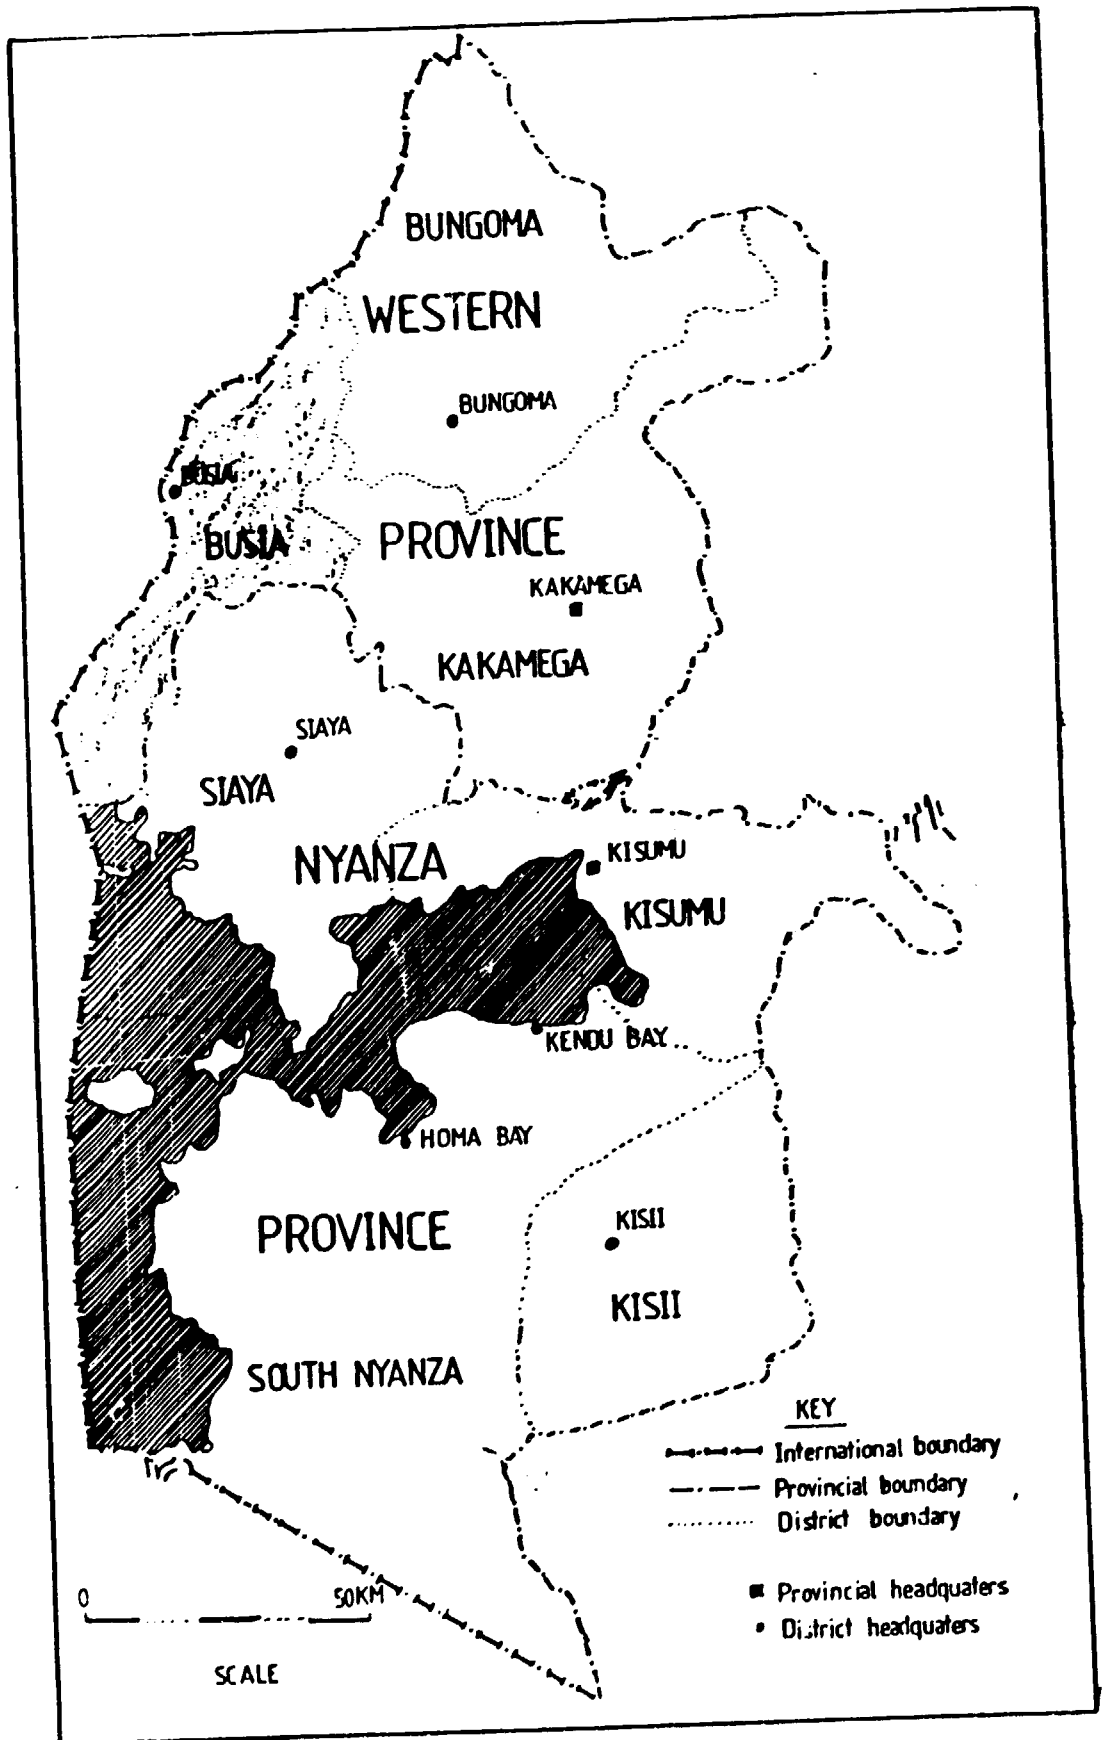 BUNGOMA
WESTERN
BUNGOMA
BUSIA
BUSIA
PROVINCE
KAKAMEGA
KAKAMEGA
SIAYA
SIAYA
NYANZA
KISUMU
KISUMU
KENDU BAY
HOMA BAY
KISII
PROVINCE
KISII
SOUTH NYANZA
KEY
International boundary
Provincial boundary
District boundary
0 50KM
Provincial headquaters
District headquaters
SCALE